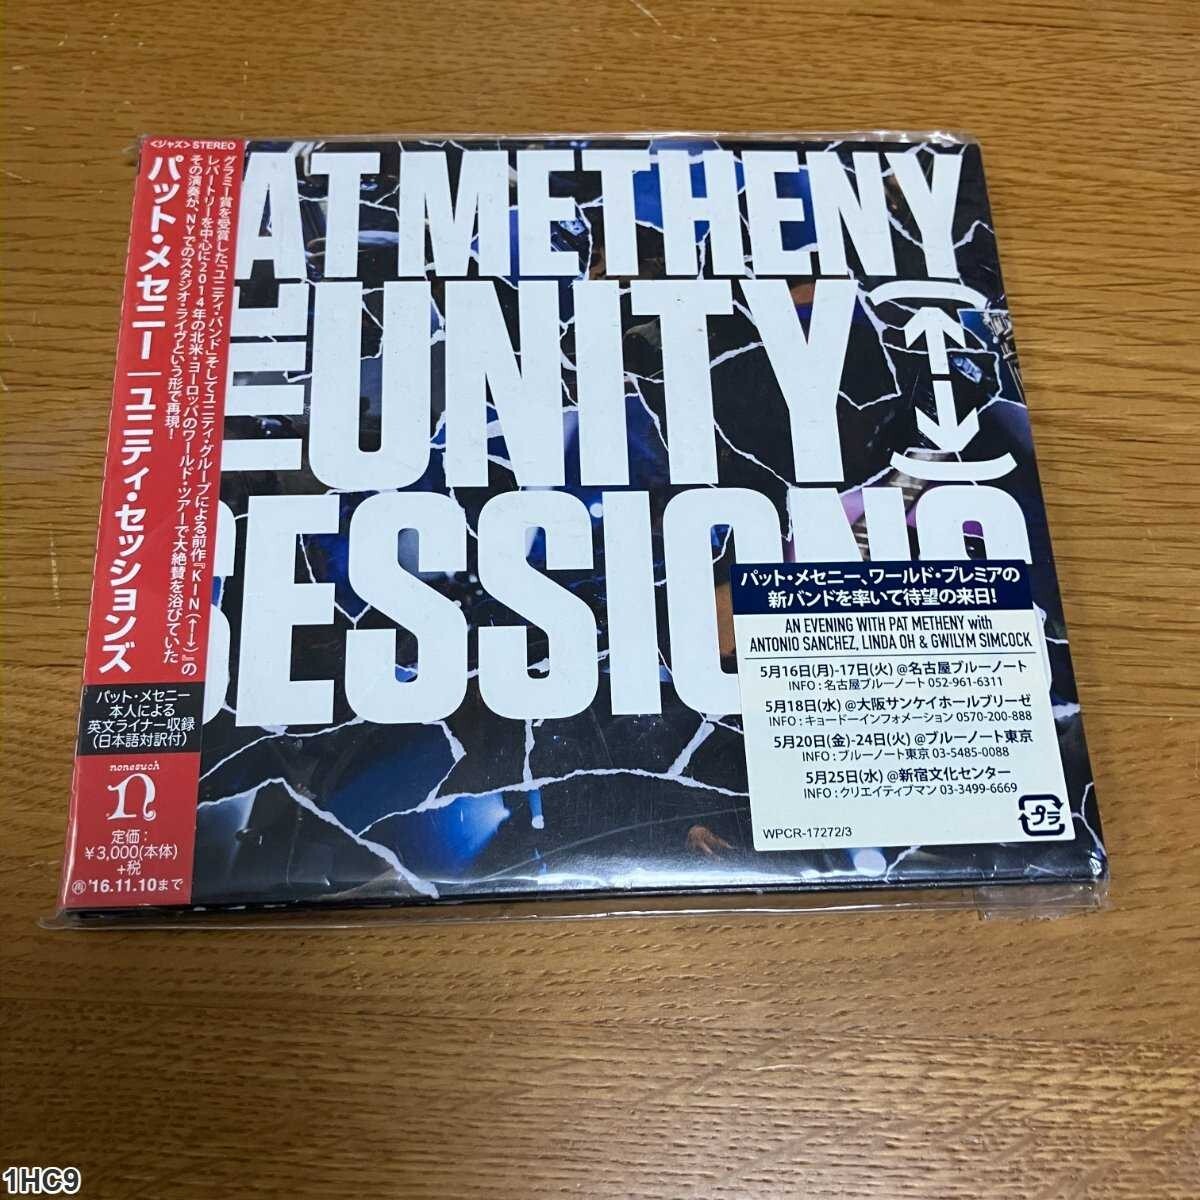 <ジャズ> STEREO
パット・メセニー | ユニティ・セッションズ
グラミー賞を受賞した「ユニティ・バンド」そしてユニティ・グループによる前作『KIN (←→)』の
レパートリーを中心に2014年の北米・ヨーロッパのワールド・ツアーで大絶賛を浴びていた
その演奏が、NYでのスタジオ・ライヴという形で再現!
パット・メセニー
本人による
英文ライナー収録
(日本語対訳付)
nonesuch
n
定価:
¥3,000(本体)
+税
再 '16.11.10まで
AT METHENY
THE UNITY
SESSIONS
パット・メセニー、ワールド・プレミアの
新バンドを率いて待望の来日!
AN EVENING WITH PAT METHENY with
ANTONIO SANCHEZ, LINDA OH & GWILYM SIMCOCK
5月16日(月)-17日(火) @名古屋ブルーノート
INFO : 名古屋ブルーノート 052-961-6311
5月18日(水) @大阪サンケイホールブリーゼ
INFO : キョードーインフォメーション 0570-200-888
5月20日(金)-24日(火) @ブルーノート東京
INFO : ブルーノート東京 03-5485-0088
5月25日(水) @新宿文化センター
INFO : クリエイティブマン 03-3499-6669
WPCR-17272/3
プラ
1HC9